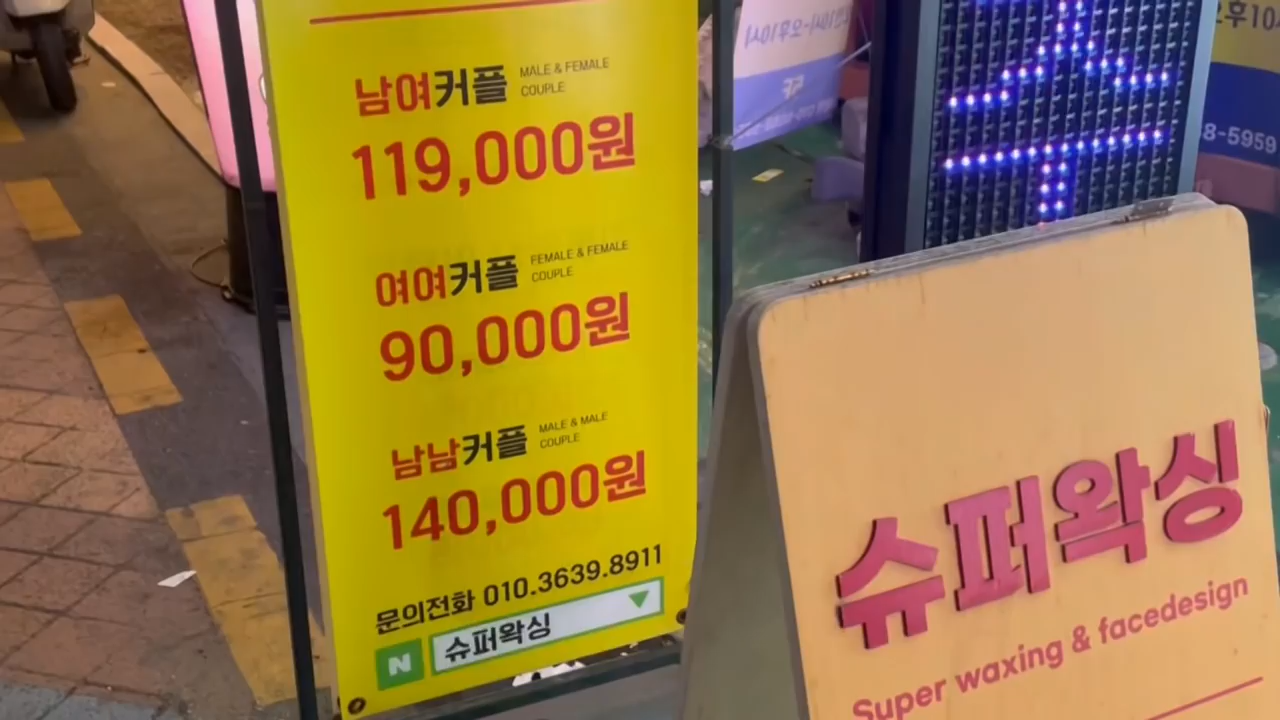 남여커플 MALE & FEMALE COUPLE
119,000원
여여커플 FEMALE & FEMALE COUPLE
90,000원
남남커플 MALE & MALE COUPLE
140,000원
문의전화 010.3639.8911
N 슈퍼왁싱
슈
슈퍼왁싱
Super waxing & facedesign
8-5959